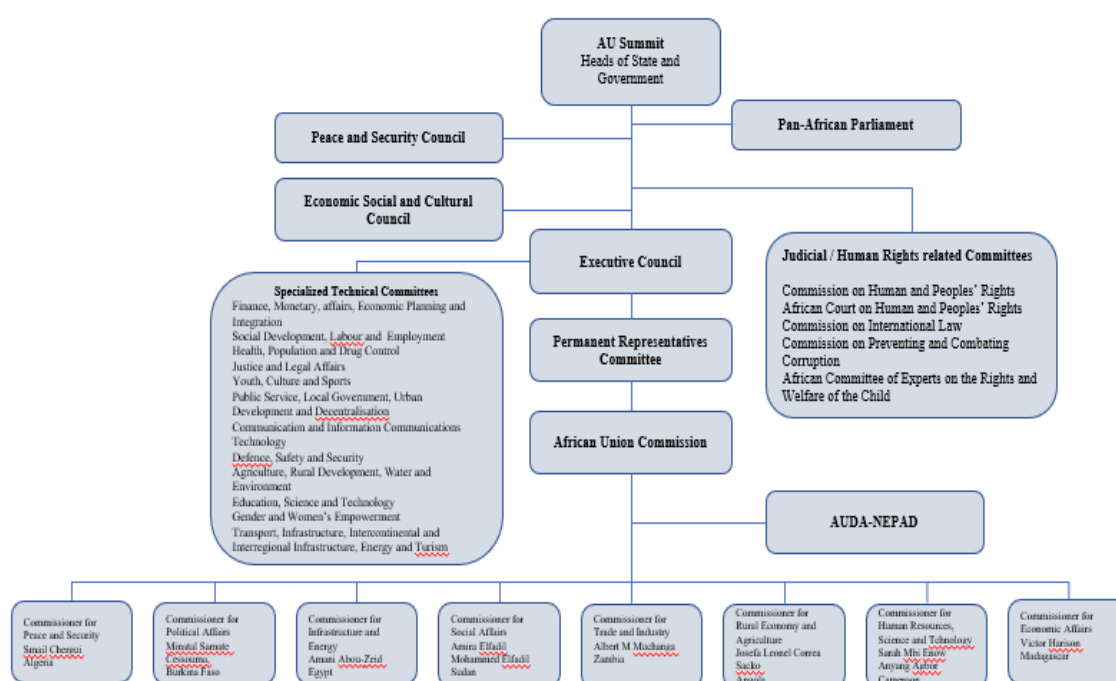 AU Summit
Heads of State and
Government
Pan-African Parliament
Peace and Security Council
Economic Social and Cultural
Council
Executive Council
Judicial / Human Rights related Committees
Commission on Human and Peoples’ Rights
African Court on Human and Peoples’ Rights
Commission on International Law
Commission on Preventing and Combating
Corruption
African Committee of Experts on the Rights and
Welfare of the Child
Specialized Technical Committees
Finance, Monetary, affairs, Economic Planning and
Integration
Social Development, Labour and Employment
Health, Population and Drug Control
Justice and Legal Affairs
Youth, Culture and Sports
Public Service, Local Government, Urban
Development and Decentralisation
Communication and Information Communications
Technology
Defence, Safety and Security
Agriculture, Rural Development, Water and
Environment
Education, Science and Technology
Gender and Women’s Empowerment
Transport, Infrastructure, Intercontinental and
Interregional Infrastructure, Energy and Turism
Permanent Representatives
Committee
African Union Commission
AUDA-NEPAD
Commissioner for
Peace and Security
Smail Chergui
Algeria
Commissioner for
Political Affairs
Minatal Samate
Cessouma,
Burkina Faso
Commissioner for
Infrastructure and
Energy
Amani Abou-Zeid
Egypt
Commissioner for
Social Affairs
Amira Elfadil
Mohammed Elfadil
Sudan
Commissioner for
Trade and Industry
Albert M Muchanga
Zambia
Commissioner for
Rural Economy and
Agriculture
Josefa Leonel Correa
Sacko
Angola
Commissioner for
Human Resources,
Science and Tchnology
Sarah Mbi Enow
Anyang Agbor
Cameroon
Commissioner for
Economic Affairs
Victor Harison
Madagascar